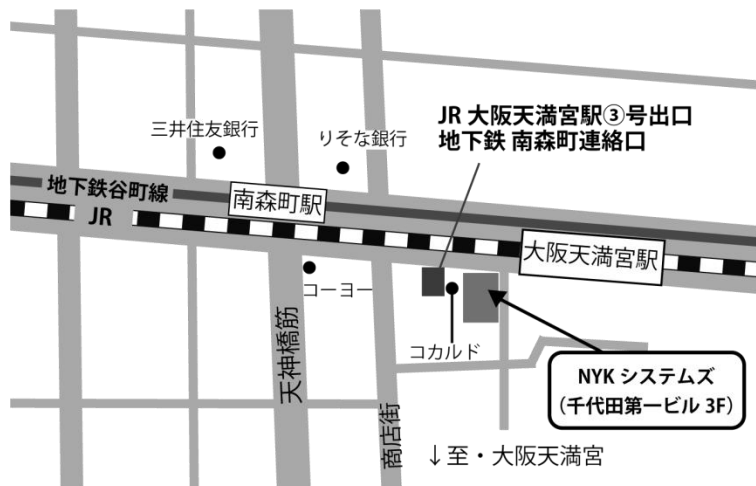 JR 大阪天満宮駅③号出口
地下鉄 南森町連絡口
三井住友銀行
りそな銀行
地下鉄谷町線
南森町駅
JR
大阪天満宮駅
コーヨー
コカルド
天神橋筋
商店街
NYK システムズ
（千代田第一ビル 3F）
↓至・大阪天満宮